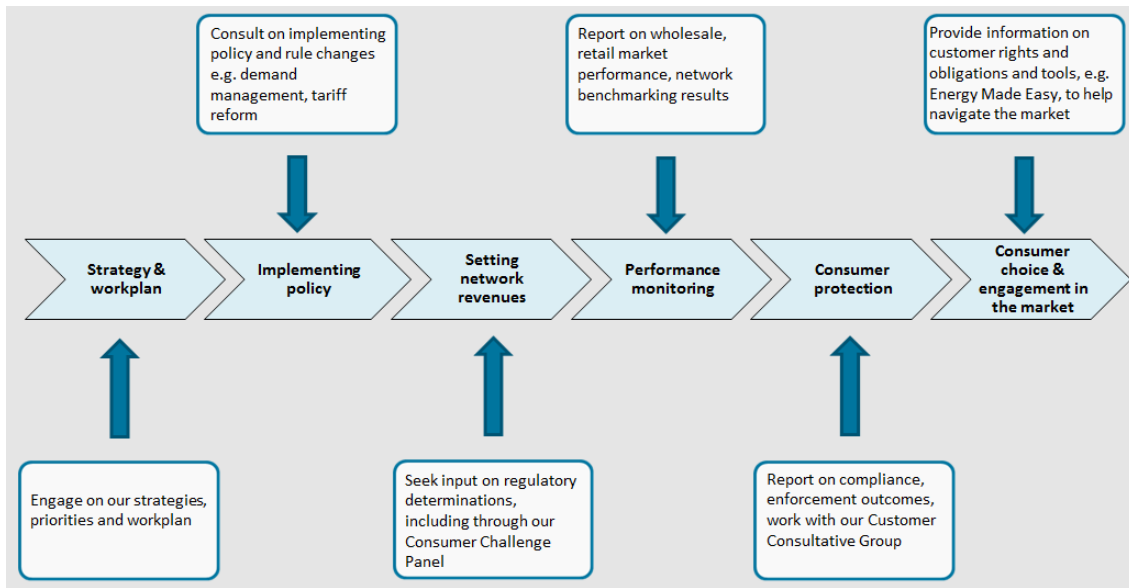 Consult on implementing
policy and rule changes
e.g. demand
management, tariff
reform
Report on wholesale,
retail market
performance, network
benchmarking results
Provide information on
customer rights and
obligations and tools, e.g.
Energy Made Easy, to help
navigate the market
Strategy &
workplan
Implementing
policy
Setting
network
revenues
Performance
monitoring
Consumer
protection
Consumer
choice &
engagement in
the market
Engage on our strategies,
priorities and workplan
Seek input on regulatory
determinations,
including through our
Consumer Challenge
Panel
Report on compliance,
enforcement outcomes,
work with our Customer
Consultative Group